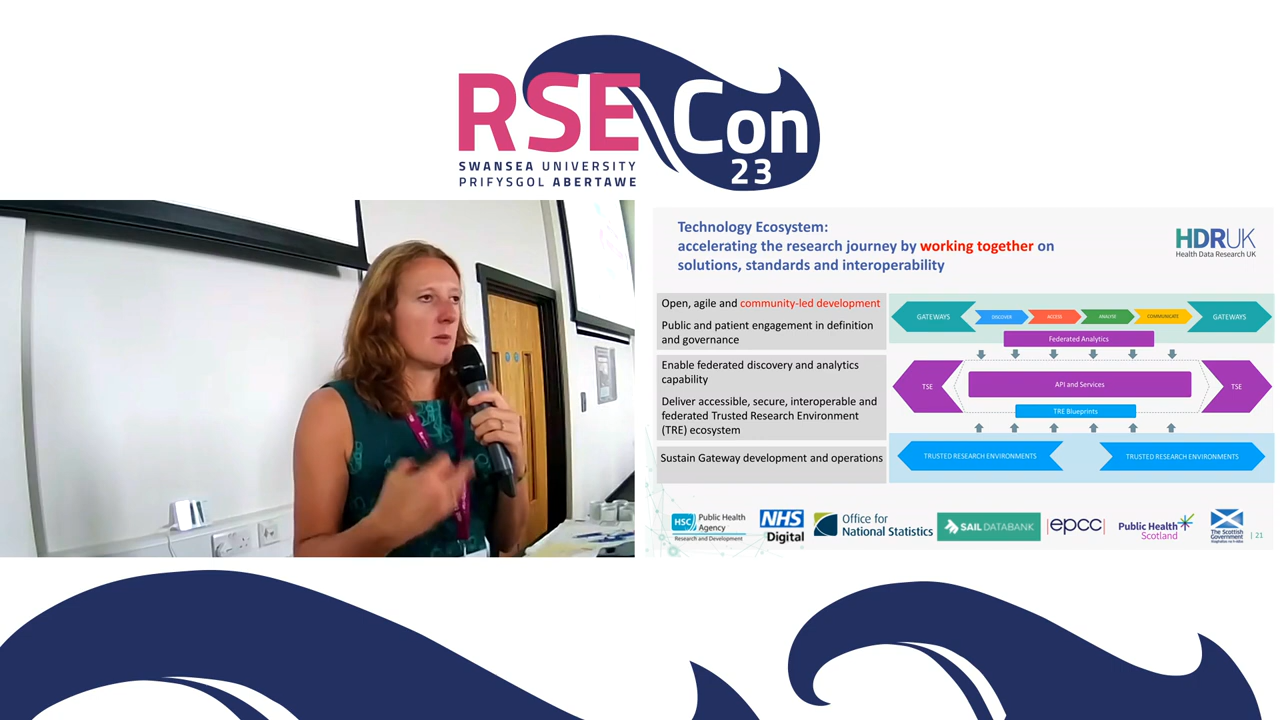 RSE Con
23
SWANSEA UNIVERSITY
PRIFYSGOL ABERTAWE
Technology Ecosystem:
accelerating the research journey by working together on
solutions, standards and interoperability
HDRUK
Health Data Research UK
Open, agile and community-led development
Public and patient engagement in definition
and governance
Enable federated discovery and analytics
capability
Deliver accessible, secure, interoperable and
federated Trusted Research Environment
(TRE) ecosystem
Sustain Gateway development and operations
GATEWAYS
DISCOVER
ACCESS
ANALYSE
COMMUNICATE
GATEWAYS
Federated Analytics
TSE
API and Services
TSE
TRE Blueprints
TRUSTED RESEARCH ENVIRONMENTS
TRUSTED RESEARCH ENVIRONMENTS
HSC Public Health
Agency
Research and Development
NHS
Digital
Office for
National Statistics
SAIL DATABANK
epcc
Public Health
Scotland
The Scottish
Government
| 21